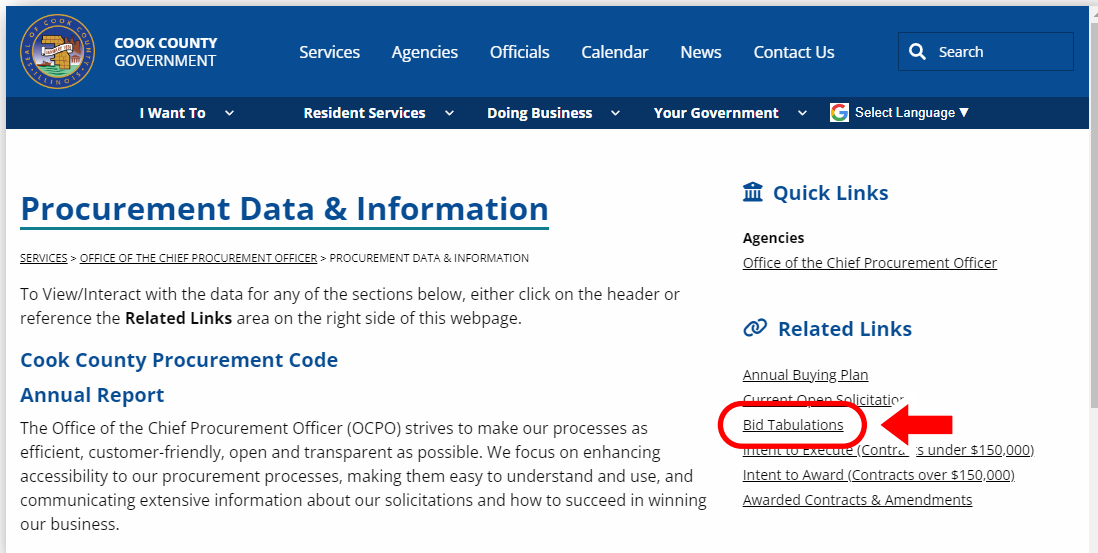 COOK COUNTY
GOVERNMENT
Services Agencies Officials Calendar News Contact Us
Search
I Want To Resident Services Doing Business Your Government Select Language ▼
Procurement Data & Information
SERVICES > OFFICE OF THE CHIEF PROCUREMENT OFFICER > PROCUREMENT DATA & INFORMATION
To View/Interact with the data for any of the sections below, either click on the header or
reference the Related Links area on the right side of this webpage.
Cook County Procurement Code
Annual Report
The Office of the Chief Procurement Officer (OCPO) strives to make our processes as
efficient, customer-friendly, open and transparent as possible. We focus on enhancing
accessibility to our procurement processes, making them easy to understand and use, and
communicating extensive information about our solicitations and how to succeed in winning
our business.
Quick Links
Agencies
Office of the Chief Procurement Officer
Related Links
Annual Buying Plan
Current Open
Bid Tabulations
Intent to Execute under $150,000)
Intent to Award (Contracts over $150,000)
Awarded Contracts & Amendments